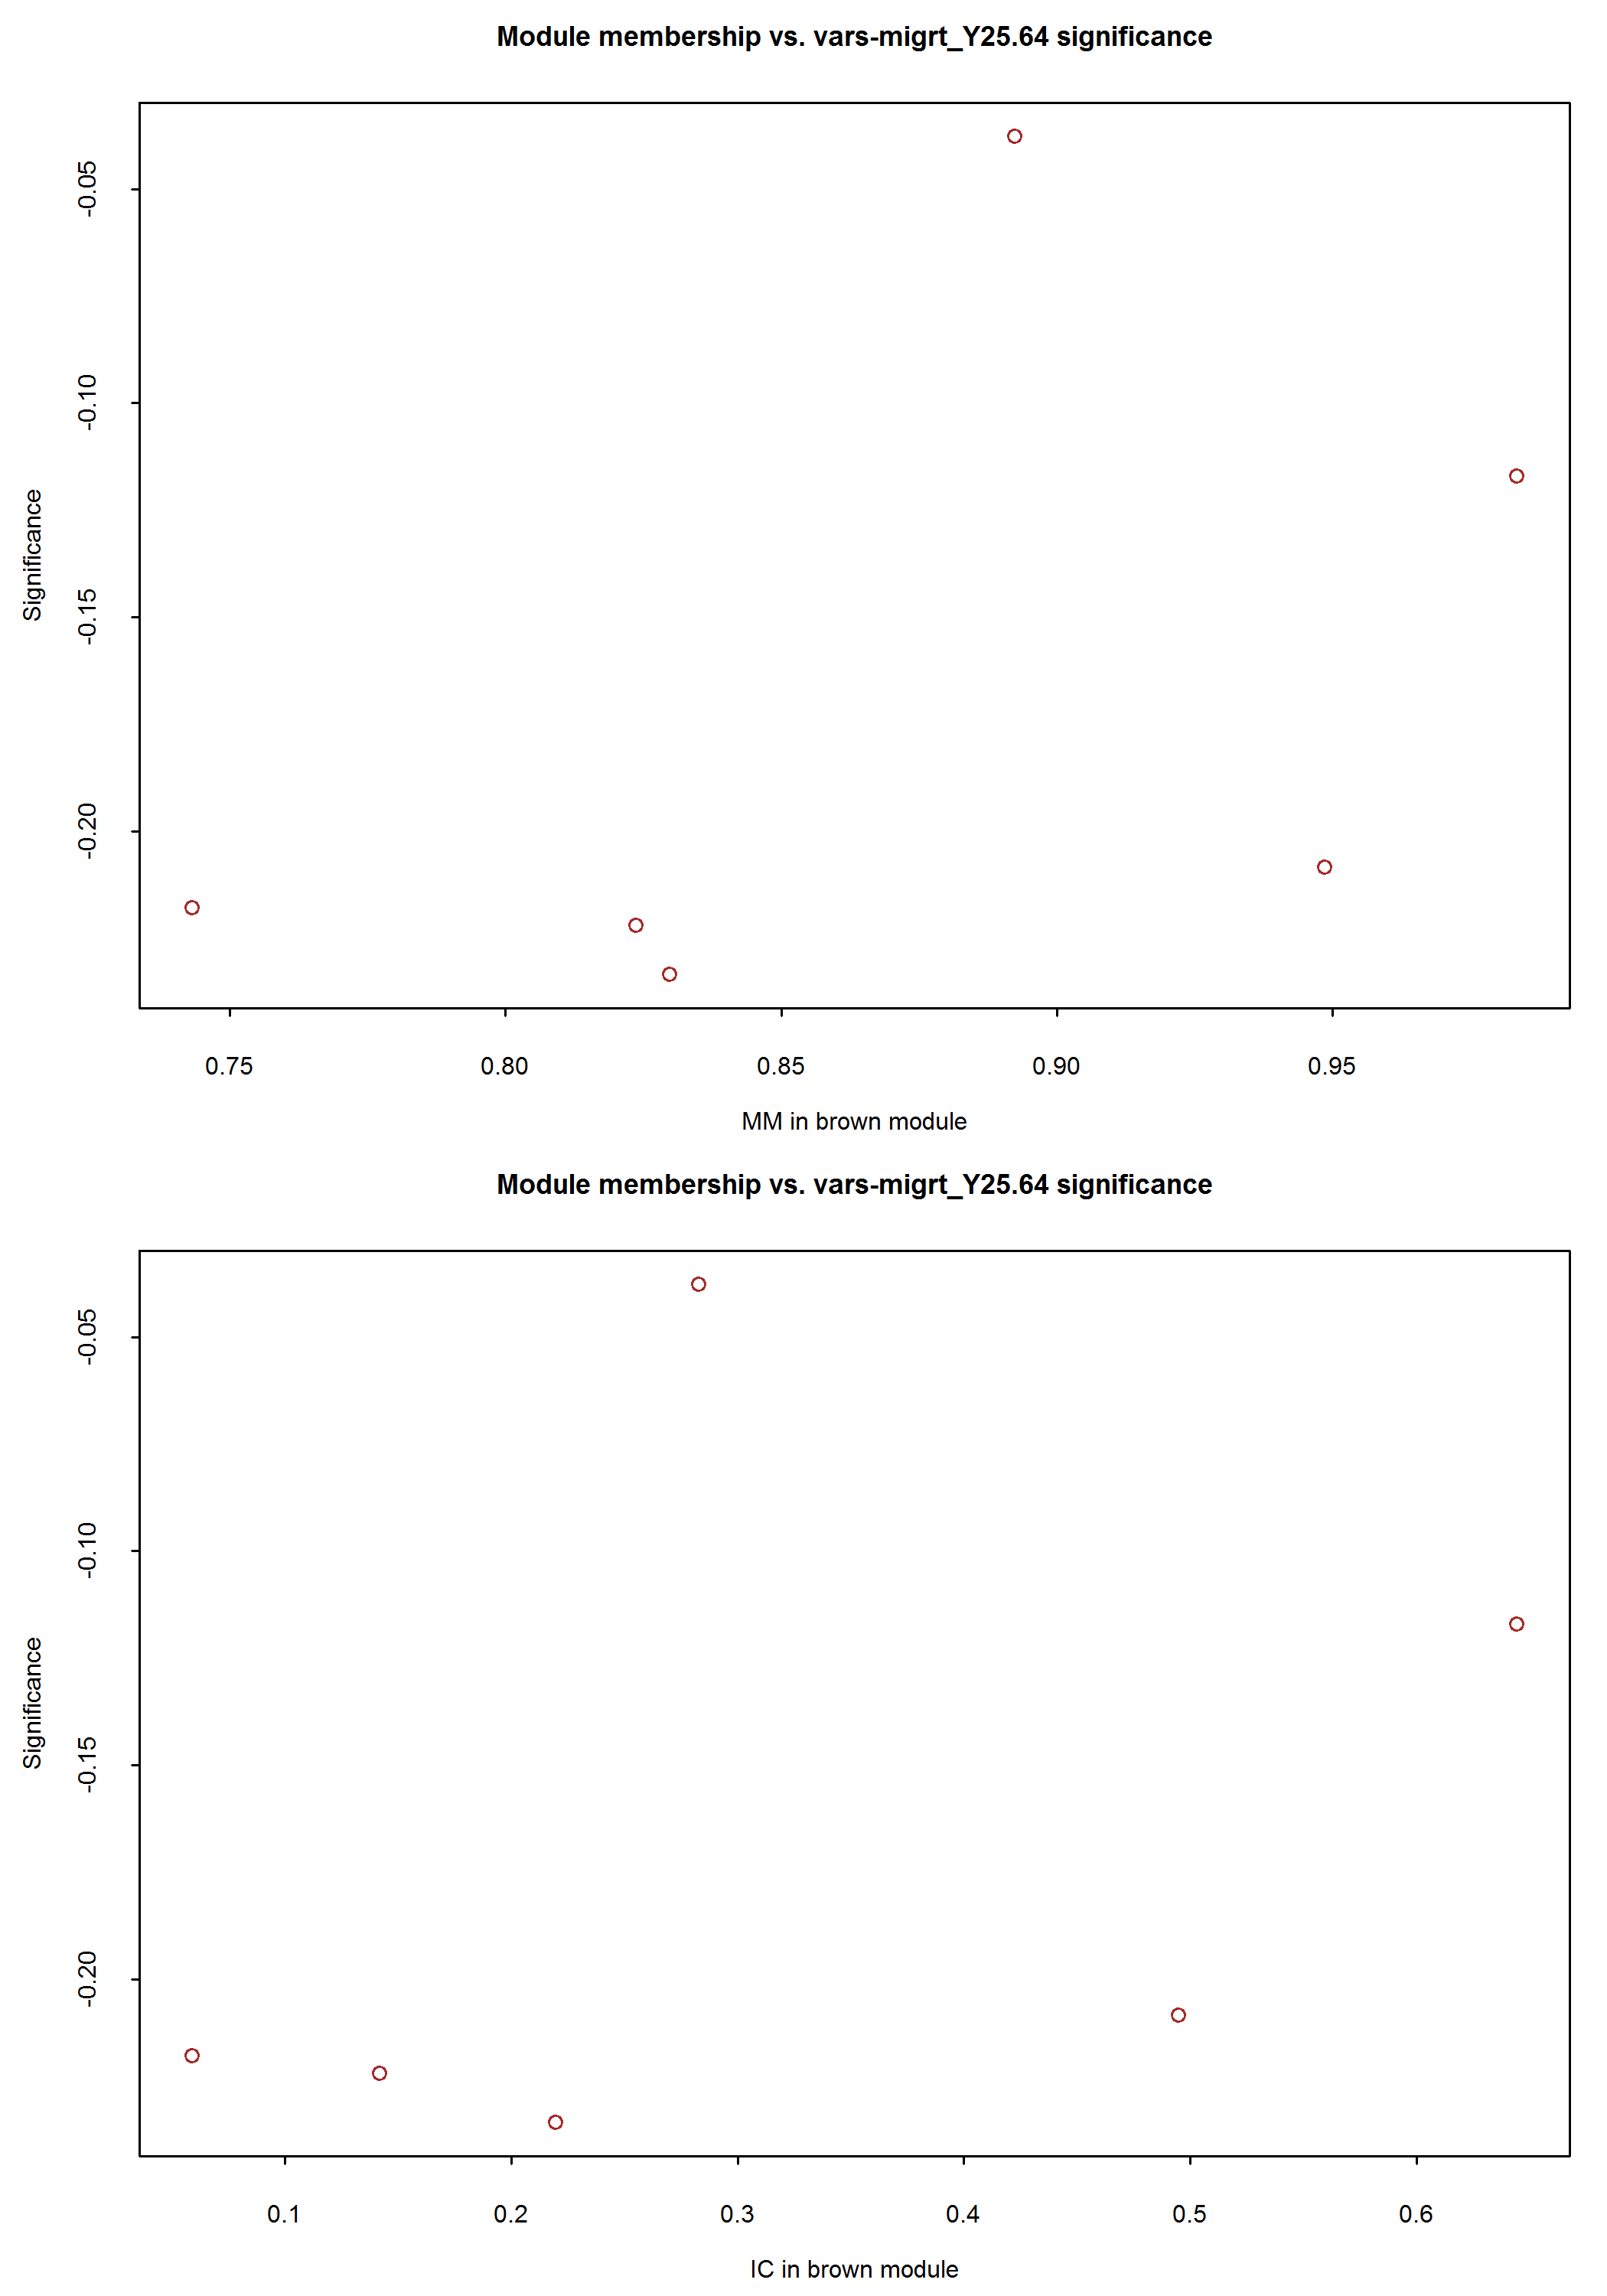 Module membership vs. vars-migrt_Y25.64 significance
-0.05
-0.10
-0.15
-0.20
Significance
0.75 0.80 0.85 0.90 0.95
MM in brown module
Module membership vs. vars-migrt_Y25.64 significance
-0.05
-0.10
-0.15
-0.20
Significance
0.1 0.2 0.3 0.4 0.5 0.6
IC in brown module